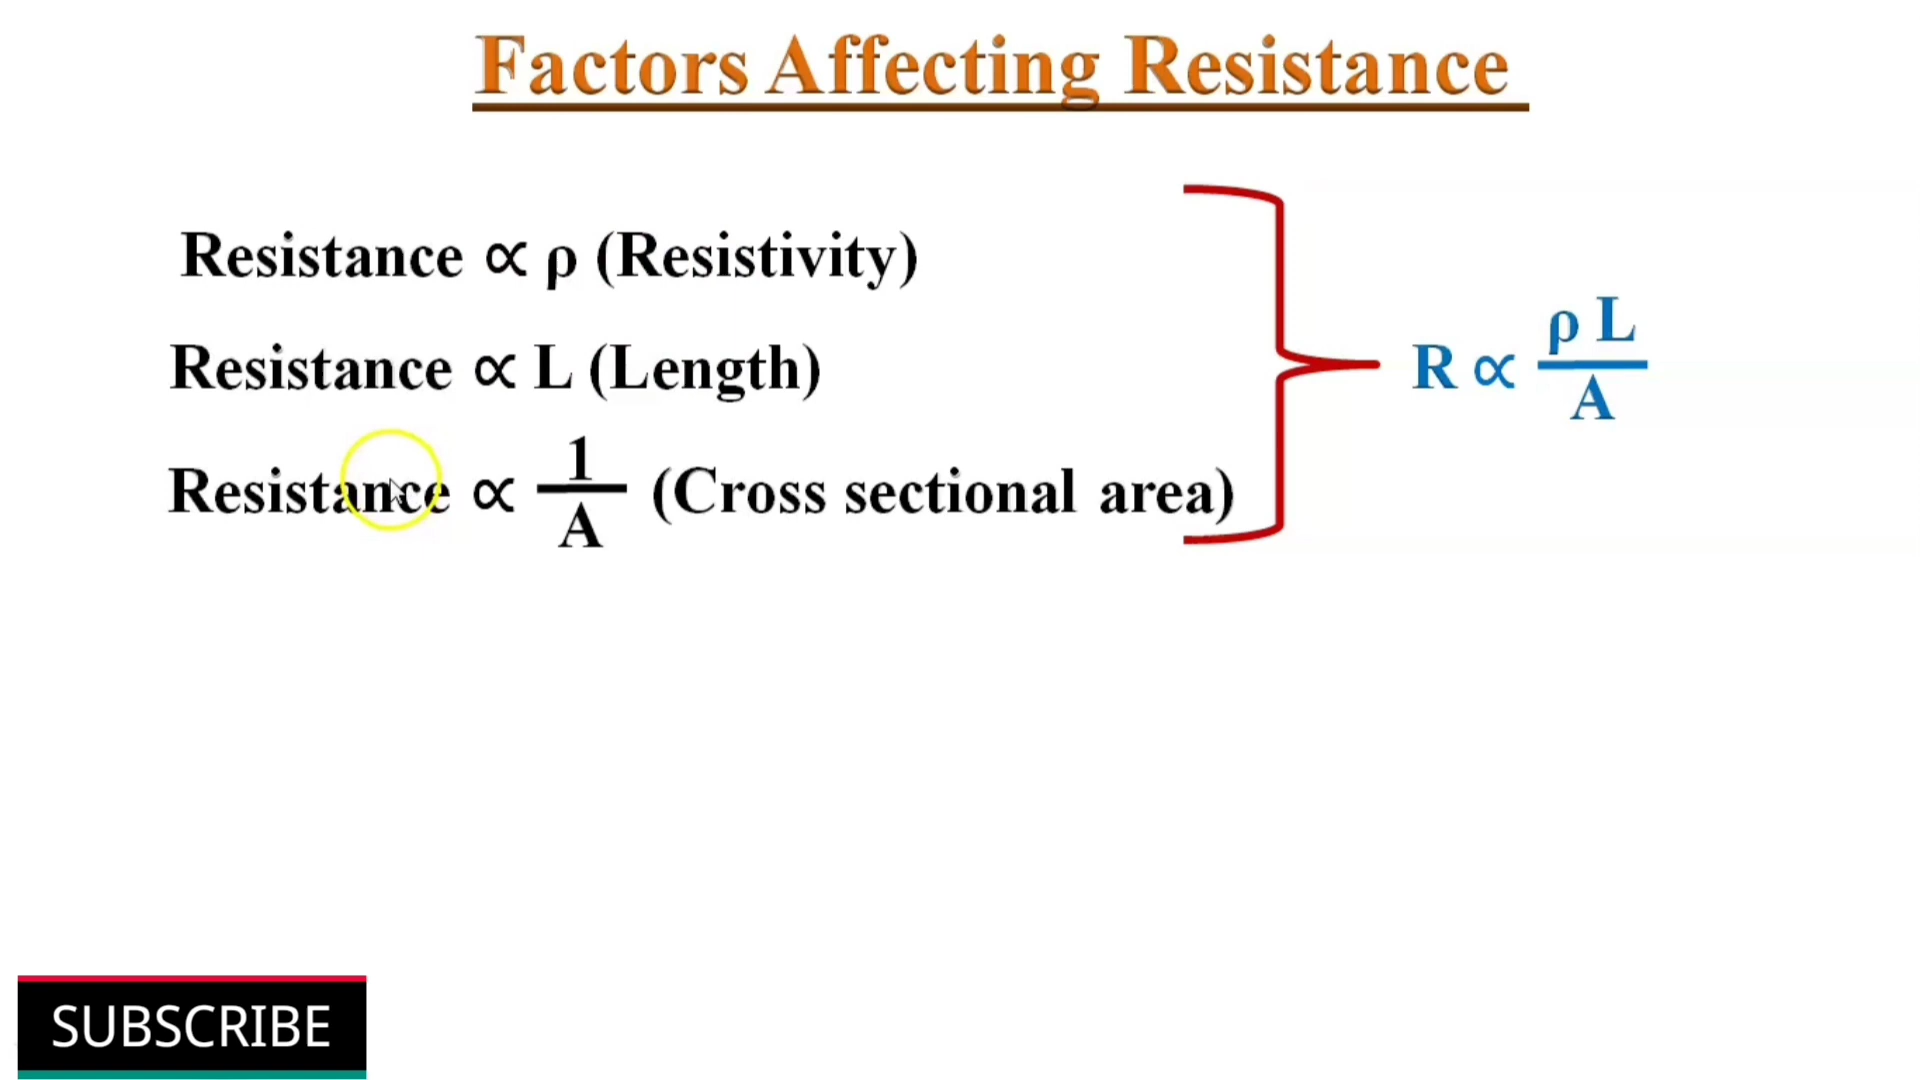 Factors Affecting Resistance
Resistance ∝ ρ (Resistivity)
Resistance ∝ L (Length)
Resistance ∝ 1/A (Cross sectional area)
R ∝ ρ L/A
SUBSCRIBE